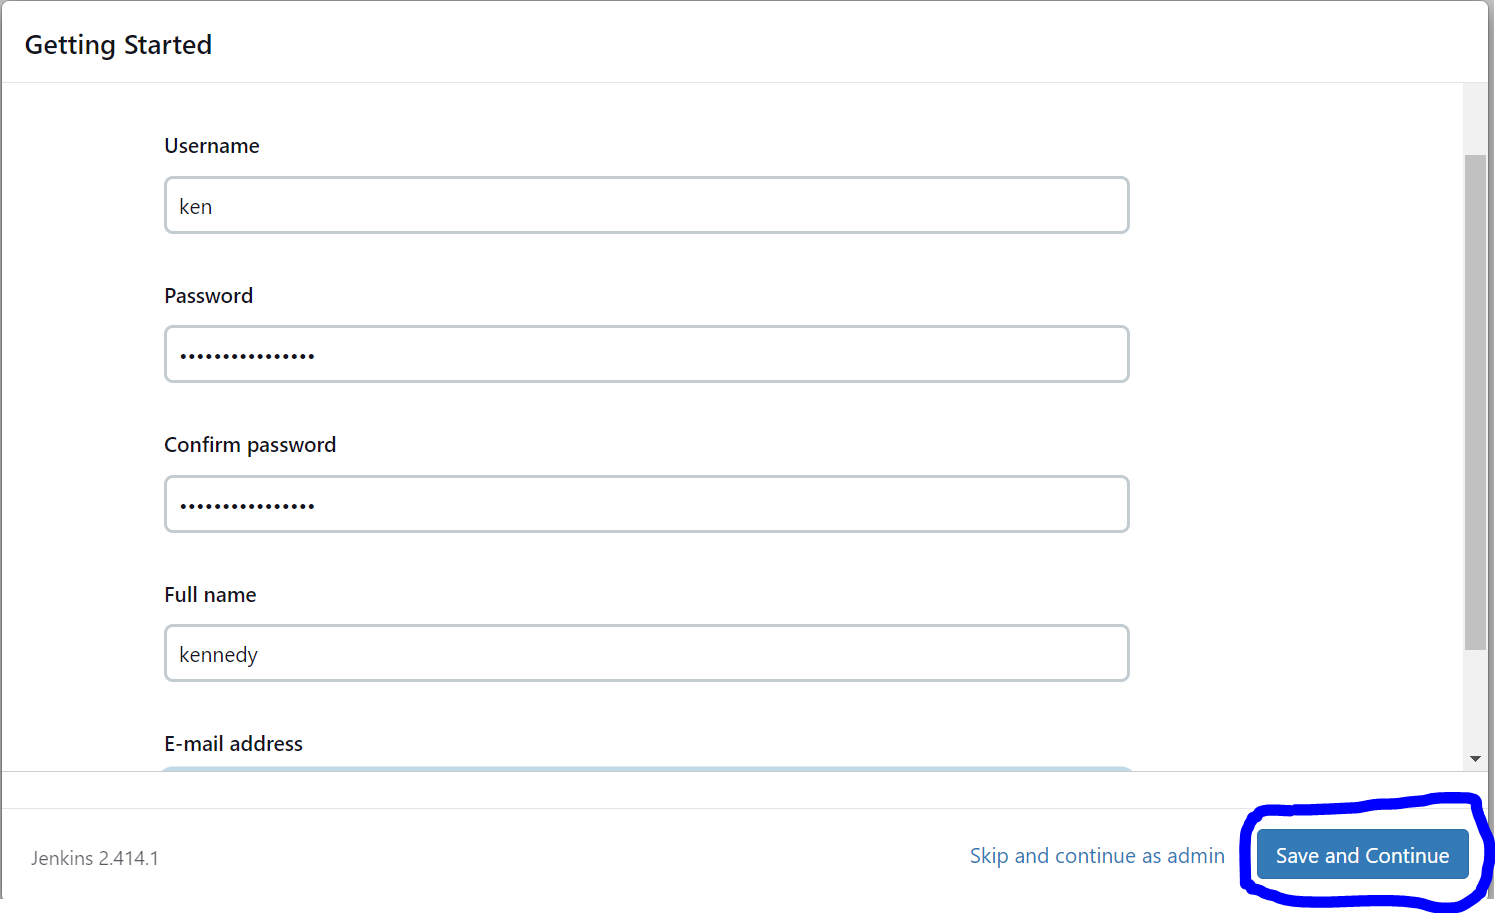 Getting Started
Username
ken
Password
••••••••••••••••
Confirm password
••••••••••••••••
Full name
kennedy
E-mail address
Jenkins 2.414.1
Skip and continue as admin
Save and Continue